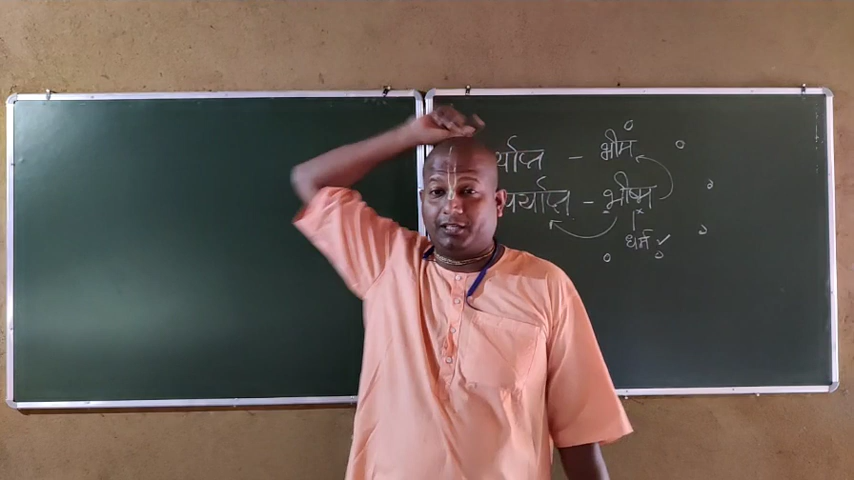 र्याप्त - भीम
पर्याप्त - भीष्म
धर्म ✓